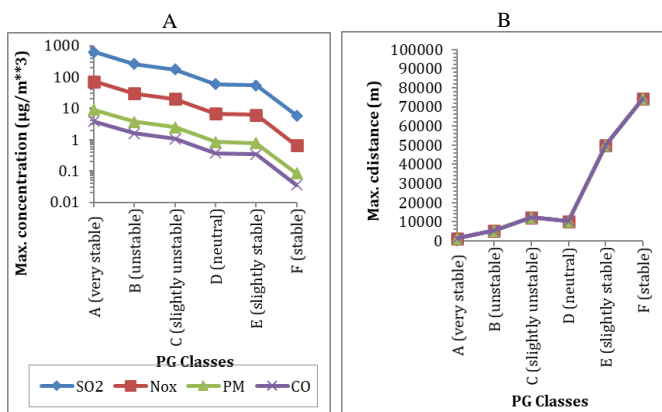 A
Max. concentration (µg/m**3)
1000
100
10
1
0.1
0.01
A (very stable)
B (unstable)
C (slightly unstable)
D (neutral)
E (slightly stable)
F (stable)
PG Classes
SO2 Nox PM CO
B
Max. cdistance (m)
100000
90000
80000
70000
60000
50000
40000
30000
20000
10000
0
A (very stable)
B (unstable)
C (slightly unstable)
D (neutral)
E (slightly stable)
F (stable)
PG Classes